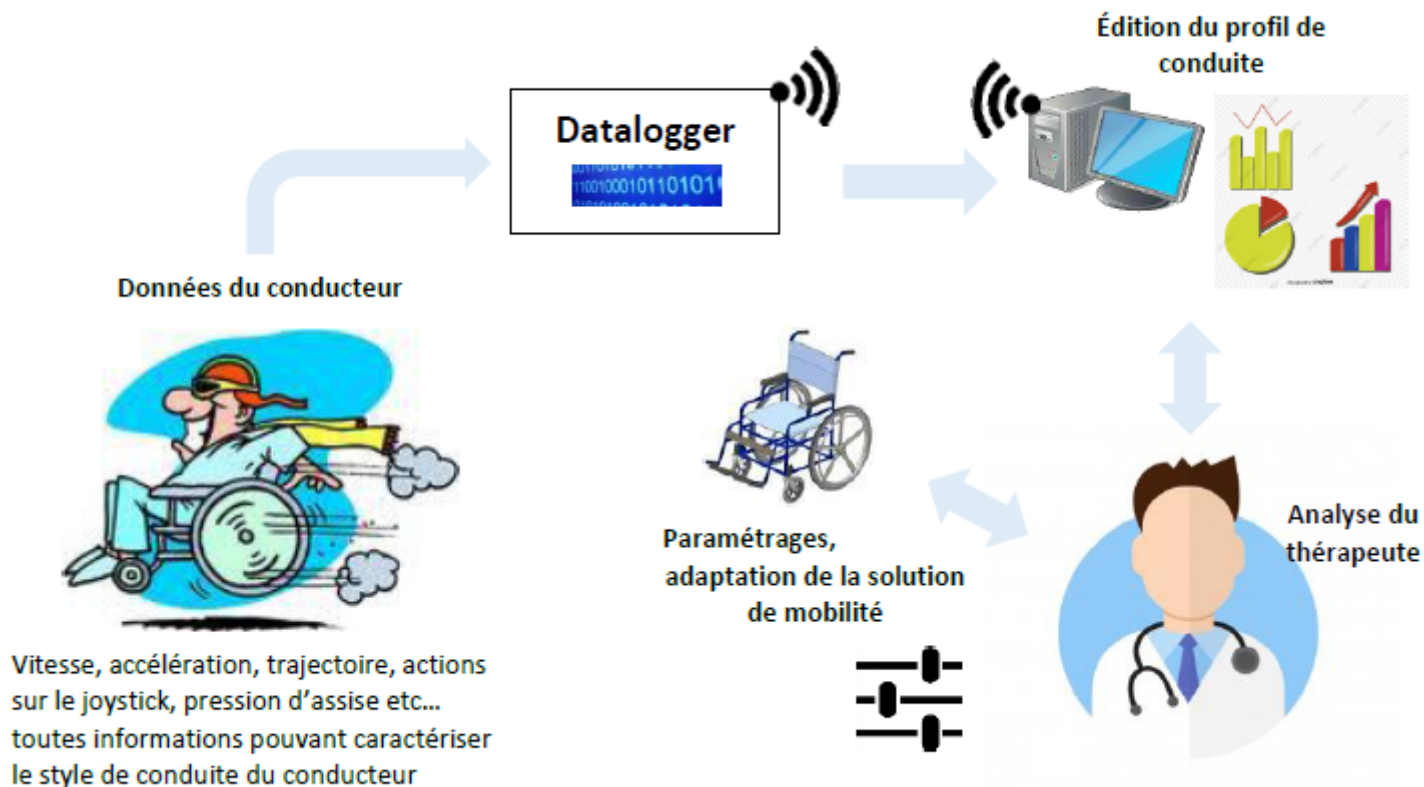 Édition du profil de
conduite
Datalogger
110010001011010101
Données du conducteur
Paramétrages,
adaptation de la solution
de mobilité
Analyse du
thérapeute
Vitesse, accélération, trajectoire, actions
sur le joystick, pression d’assise etc...
toutes informations pouvant caractériser
le style de conduite du conducteur